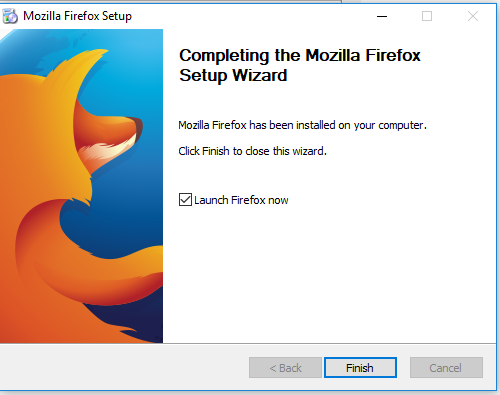 Mozilla Firefox Setup
Completing the Mozilla Firefox
Setup Wizard
Mozilla Firefox has been installed on your computer.
Click Finish to close this wizard.
Launch Firefox now
< Back
Finish
Cancel